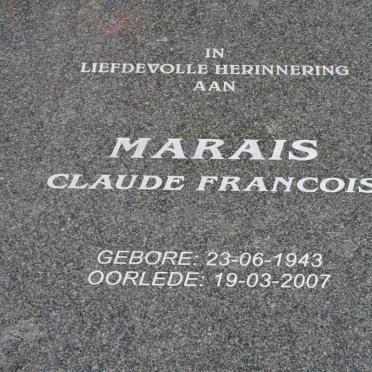 IN
LIEFDEVOLLE HERINNERING
AAN
MARAIS
CLAUDE FRANCOIS
GEBORE: 23-06-1943
OORLEDE: 19-03-2007